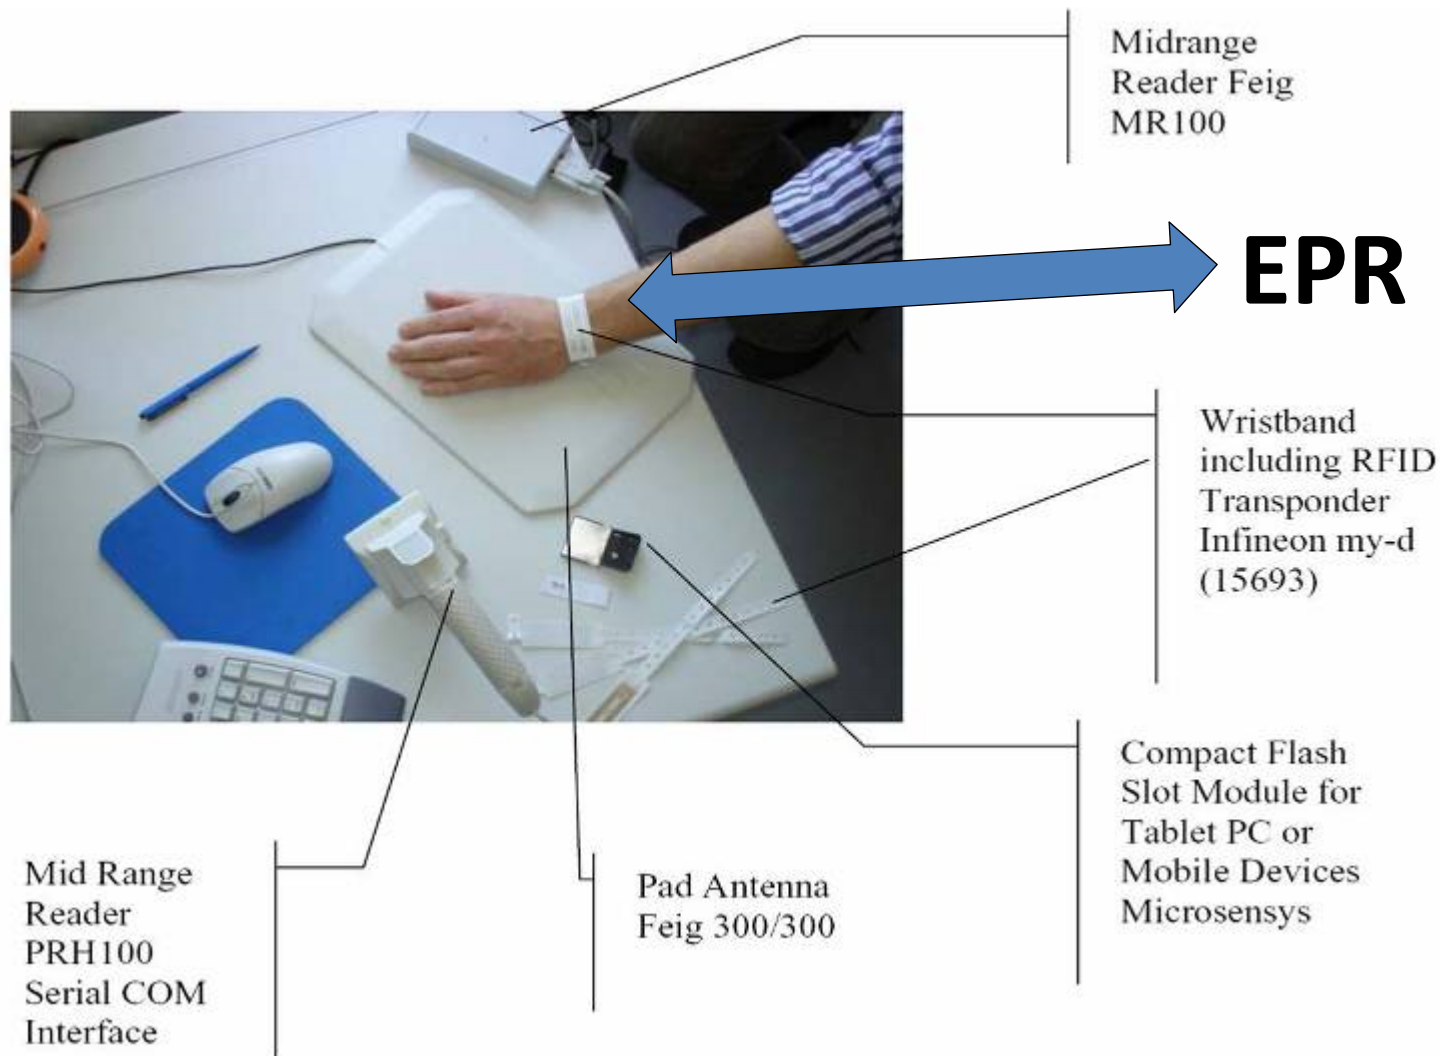 Midrange
Reader Feig
MR100
EPR
Wristband
including RFID
Transponder
Infineon my-d
(15693)
Compact Flash
Slot Module for
Tablet PC or
Mobile Devices
Microsensys
Mid Range
Reader
PRH100
Serial COM
Interface
Pad Antenna
Feig 300/300